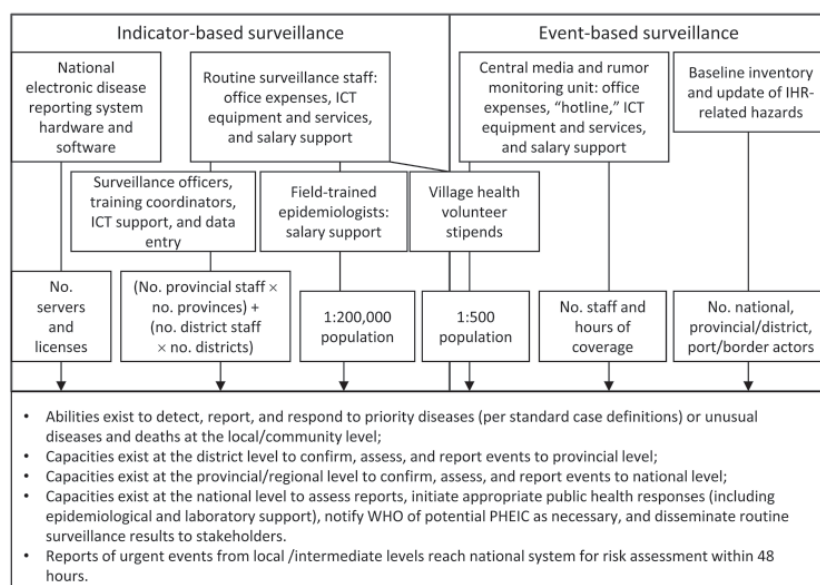 Indicator-based surveillance
Event-based surveillance
National
electronic disease
reporting system
hardware and
software
Routine surveillance staff:
office expenses, ICT
equipment and services,
and salary support
Central media and rumor
monitoring unit: office
expenses, “hotline,” ICT
equipment and services,
and salary support
Baseline inventory
and update of IHR-
related hazards
Surveillance officers,
training coordinators,
ICT support, and data
entry
Field-trained
epidemiologists:
salary support
Village health
volunteer
stipends
No.
servers
and
licenses
(No. provincial staff ×
no. provinces) +
(no. district staff
× no. districts)
1:200,000
population
1:500
population
No. staff and
hours of
coverage
No. national,
provincial/district,
port/border actors
• Abilities exist to detect, report, and respond to priority diseases (per standard case definitions) or unusual
diseases and deaths at the local/community level;
• Capacities exist at the district level to confirm, assess, and report events to provincial level;
• Capacities exist at the provincial/regional level to confirm, assess, and report events to national level;
• Capacities exist at the national level to assess reports, initiate appropriate public health responses (including
epidemiological and laboratory support), notify WHO of potential PHEIC as necessary, and disseminate routine
surveillance results to stakeholders.
• Reports of urgent events from local /intermediate levels reach national system for risk assessment within 48
hours.